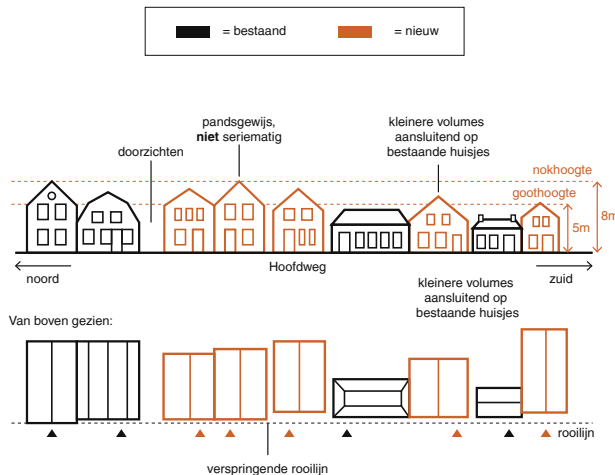 = bestaand
= nieuw
pandsgewijs,
niet seriematig
kleinere volumes
aansluitend op
bestaande huisjes
doorzichten
nokhoogte
goothoogte
5m
8m
noord
Hoofdweg
zuid
kleinere volumes
aansluitend op
bestaande huisjes
Van boven gezien:
rooilijn
verspringende rooilijn